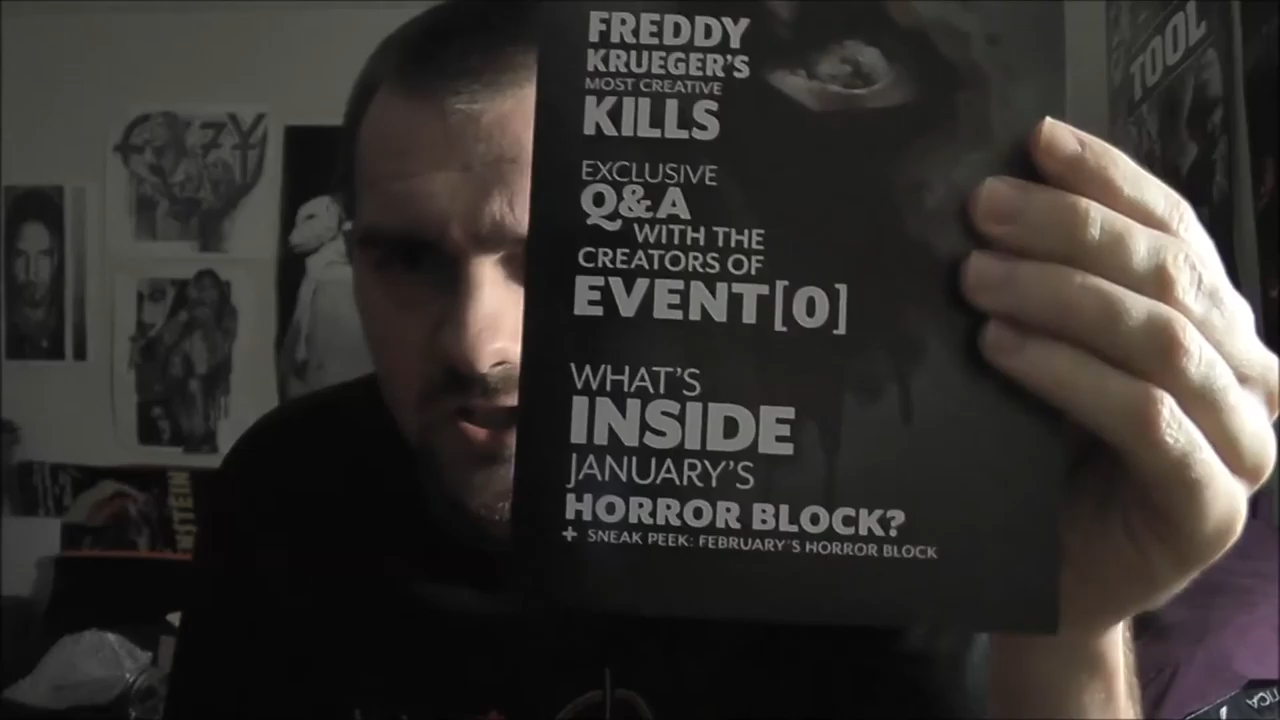 FREDDY
KRUEGER'S
MOST CREATIVE
KILLS
EXCLUSIVE
Q&A
WITH THE
CREATORS OF
EVENT[0]
WHAT'S
INSIDE
JANUARY'S
HORROR BLOCK?
+ SNEAK PEEK: FEBRUARY'S HORROR BLOCK
TOOL
OZZY